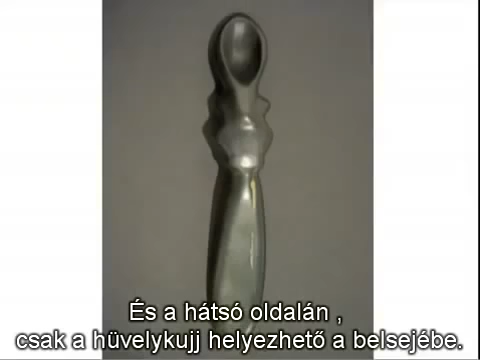 És a hátsó oldalán ,
csak a hüvelykujj helyezhető a belsejébe.